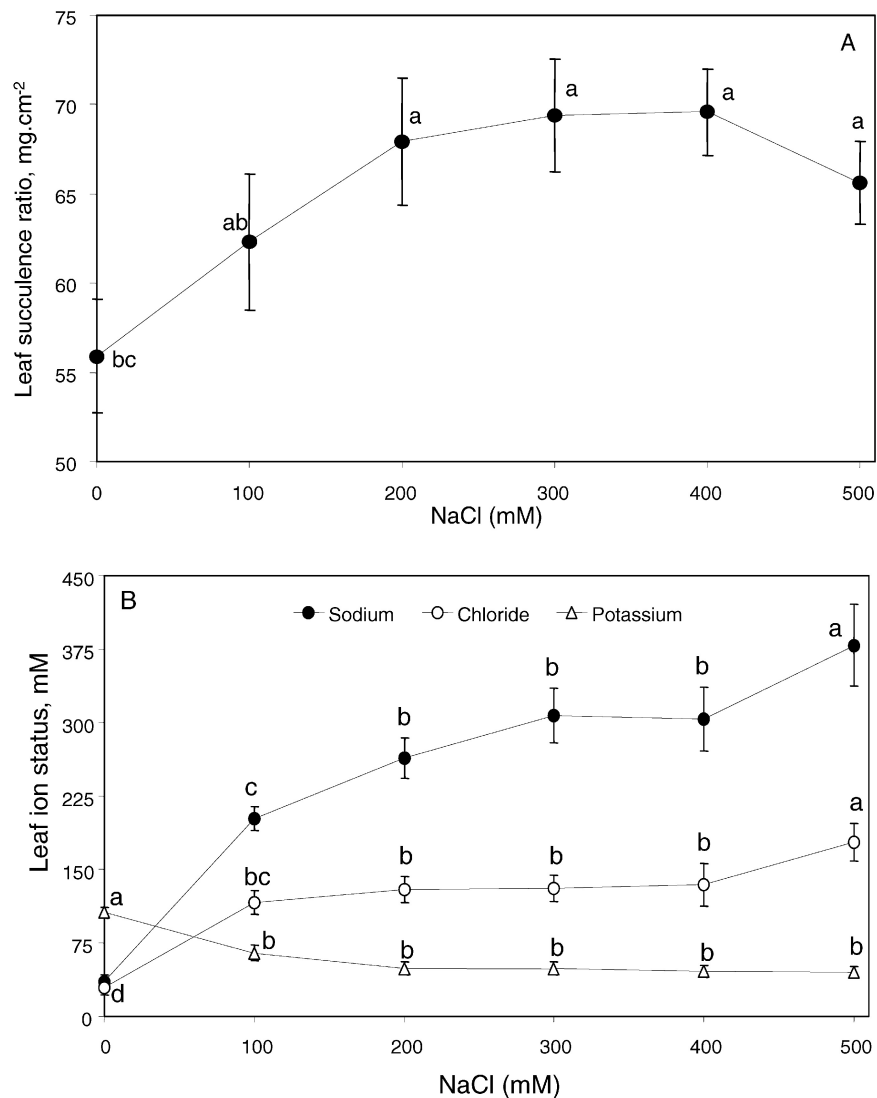 75
A
70
65
60
55
50
Leaf succulence ratio, mg.cm-2
bc
ab
a
a
a
a
0 100 200 300 400 500
NaCl (mM)
450
B
Sodium Chloride Potassium
375
300
225
150
75
0
Leaf ion status, mM
c
b
b
b
a
bc
b
b
b
a
a
b
b
b
b
b
d
0 100 200 300 400 500
NaCl (mM)